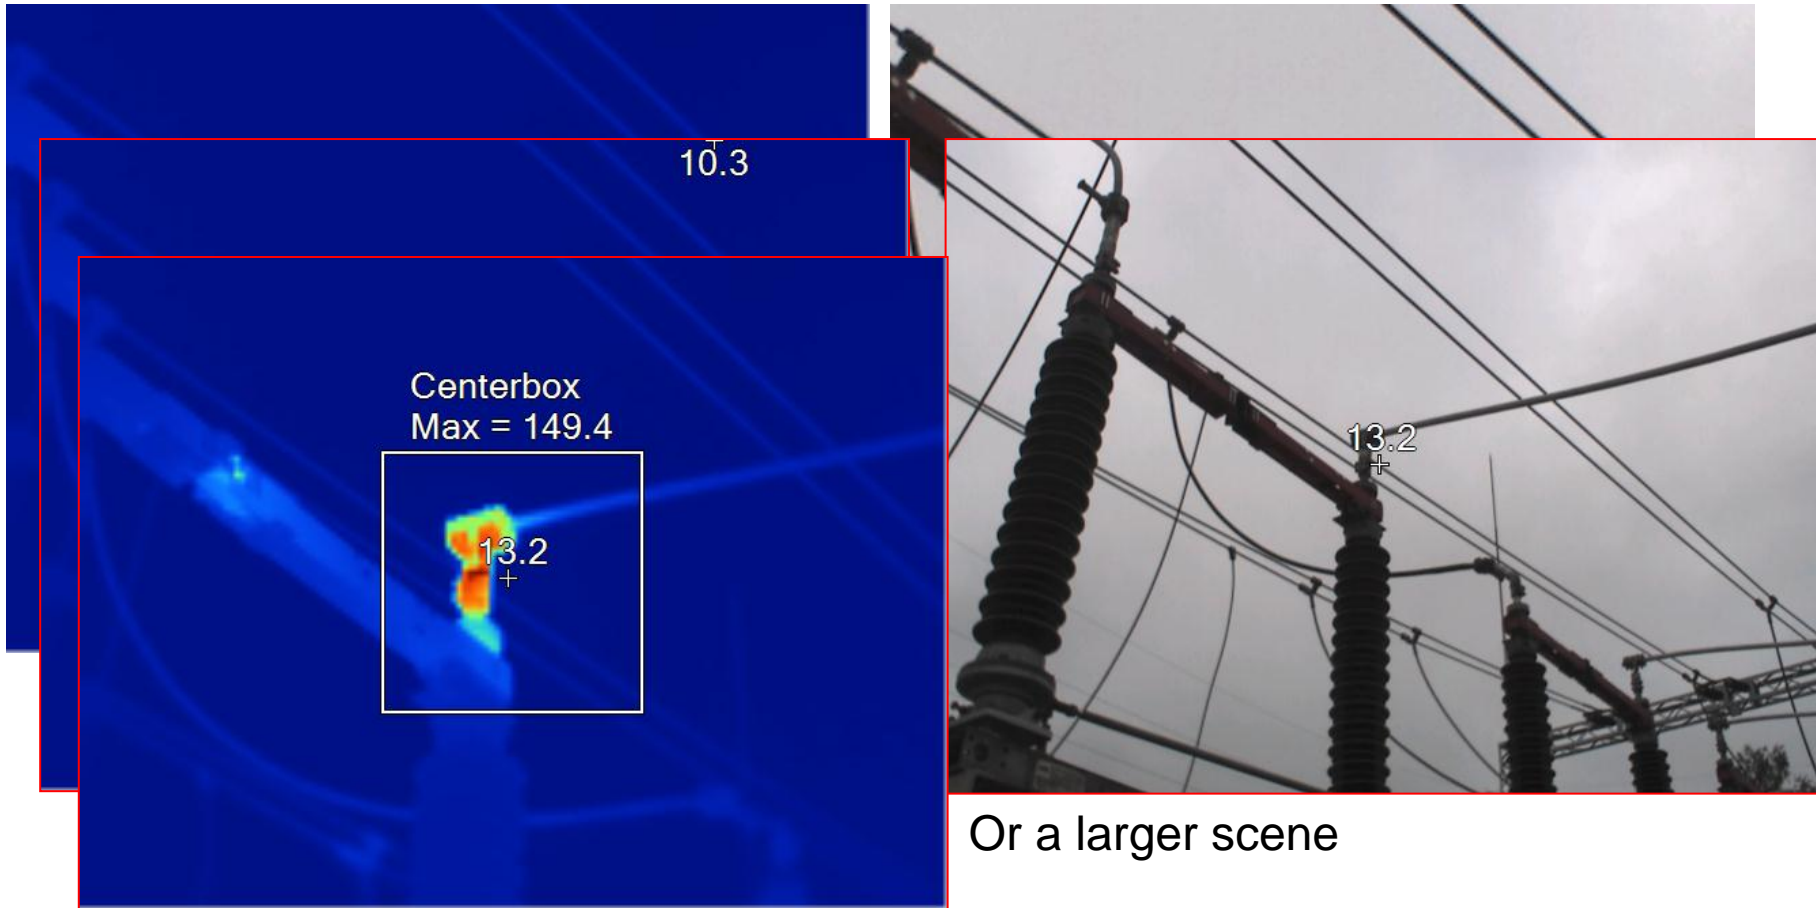 10.3
Centerbox
Max = 149.4
13.2
13.2
Or a larger scene